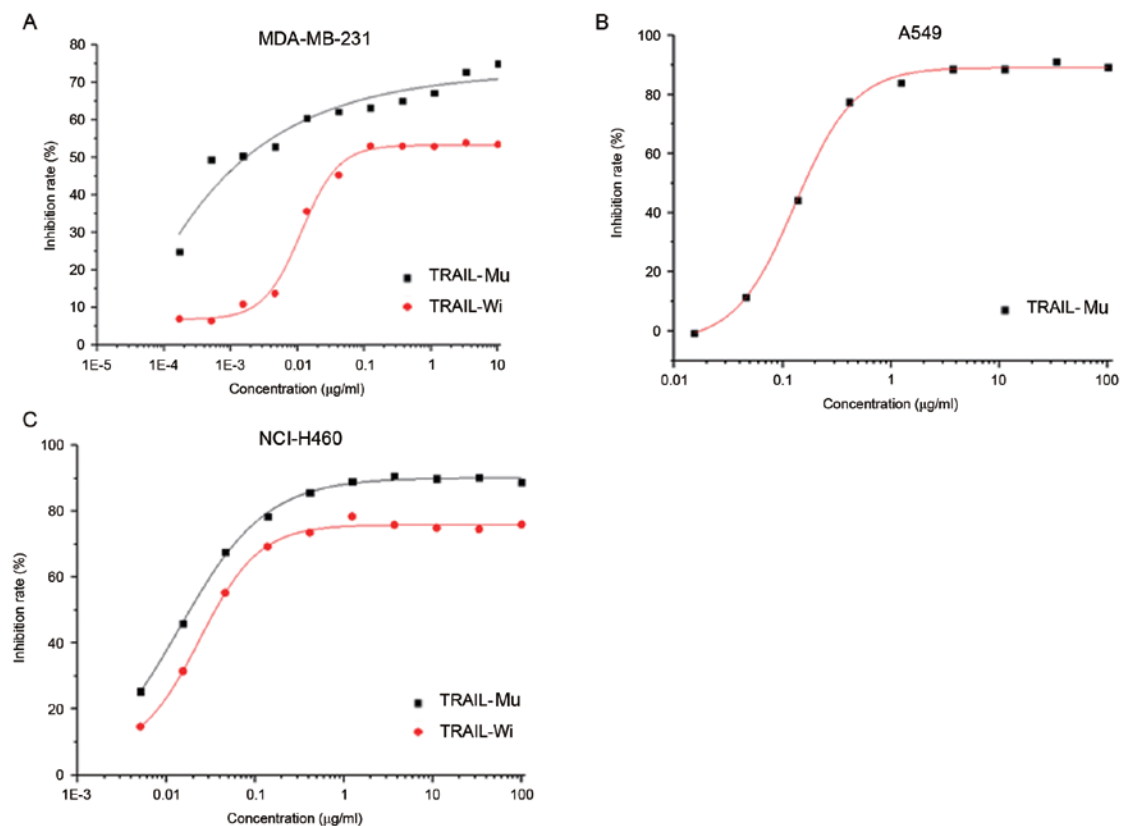 A
MDA-MB-231
80
70
60
50
40
30
20
10
0
Inhibition rate (%)
TRAIL-Mu
TRAIL-Wi
1E-5
1E-4
1E-3
0.01
0.1
1
10
Concentration (μg/ml)
B
A549
100
80
60
40
20
0
Inhibition rate (%)
TRAIL-Mu
0.01
0.1
1
10
100
Concentration (μg/ml)
C
NCI-H460
100
80
60
40
20
0
Inhibition rate (%)
TRAIL-Mu
TRAIL-Wi
1E-3
0.01
0.1
1
10
100
Concentration (μg/ml)